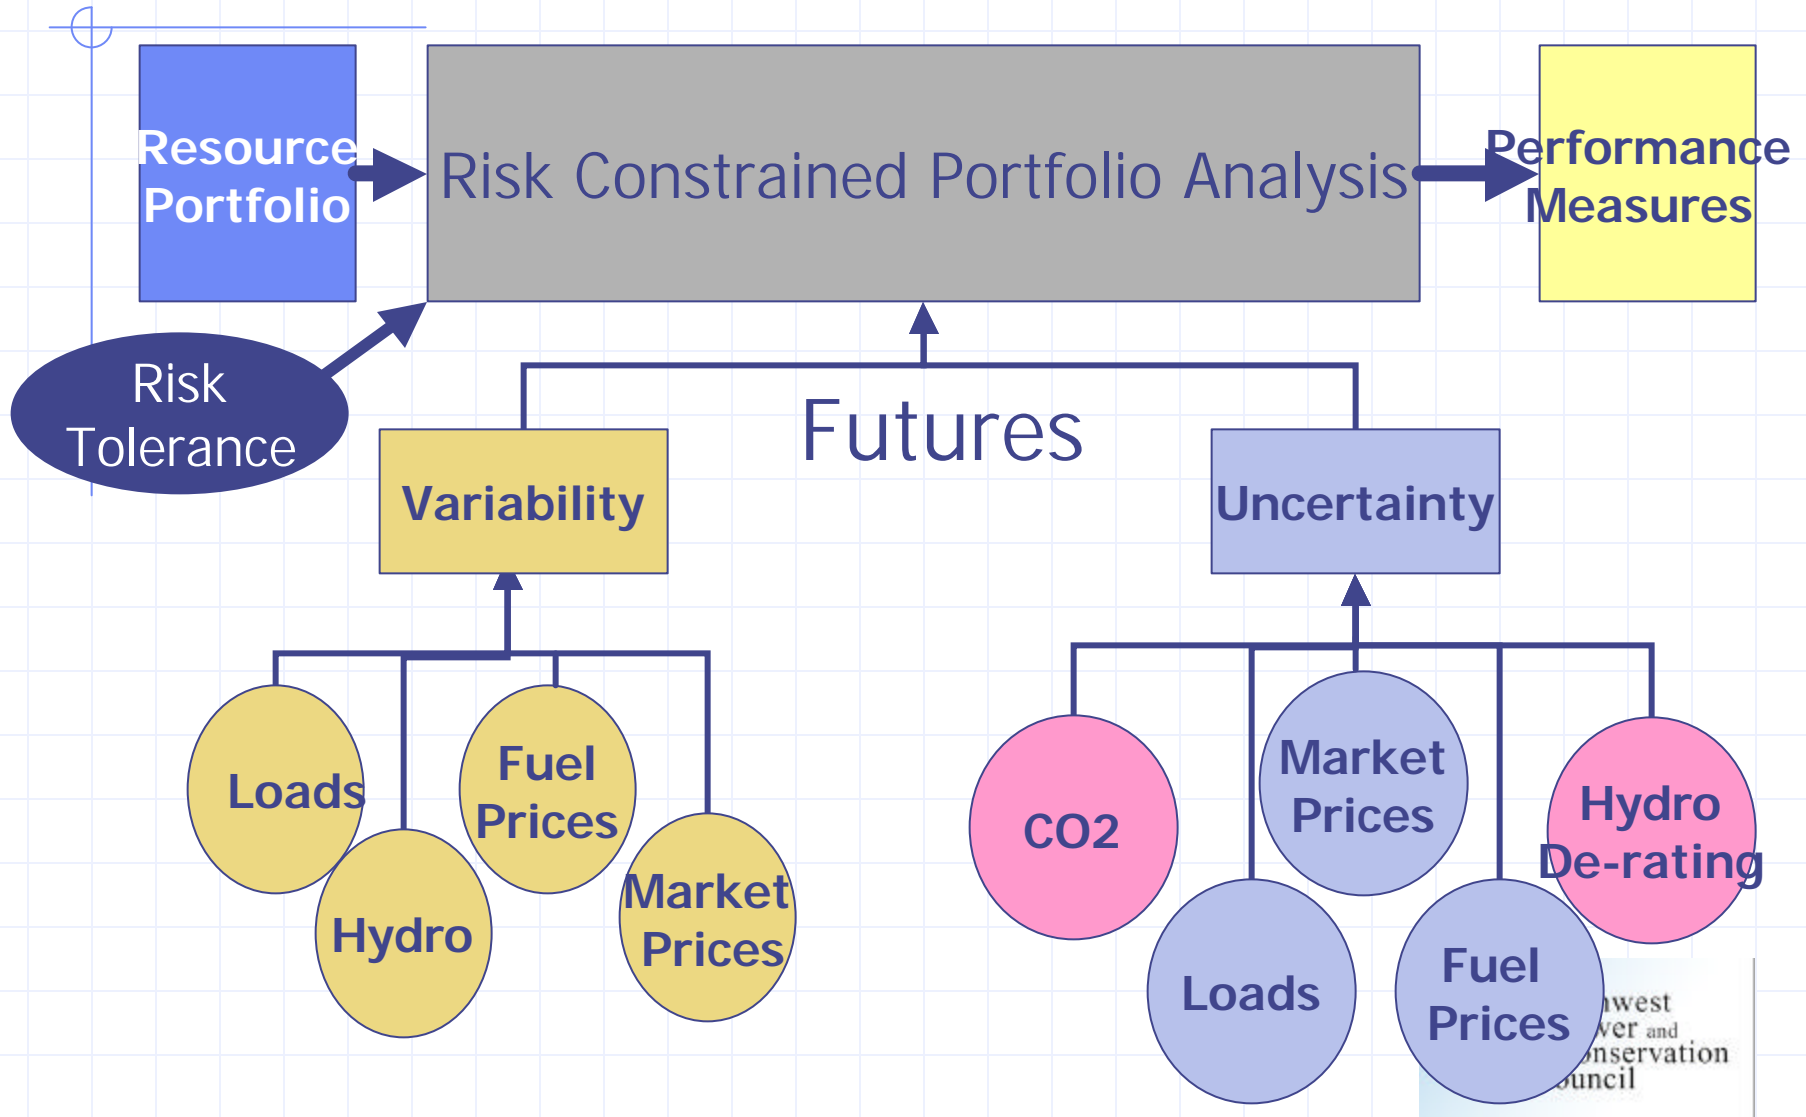 Resource
Portfolio
Risk Constrained Portfolio Analysis
Performance
Measures
Risk
Tolerance
Futures
Variability
Uncertainty
Loads
Hydro
Fuel
Prices
Market
Prices
CO2
Loads
Market
Prices
Fuel
Prices
Hydro
De-rating
and